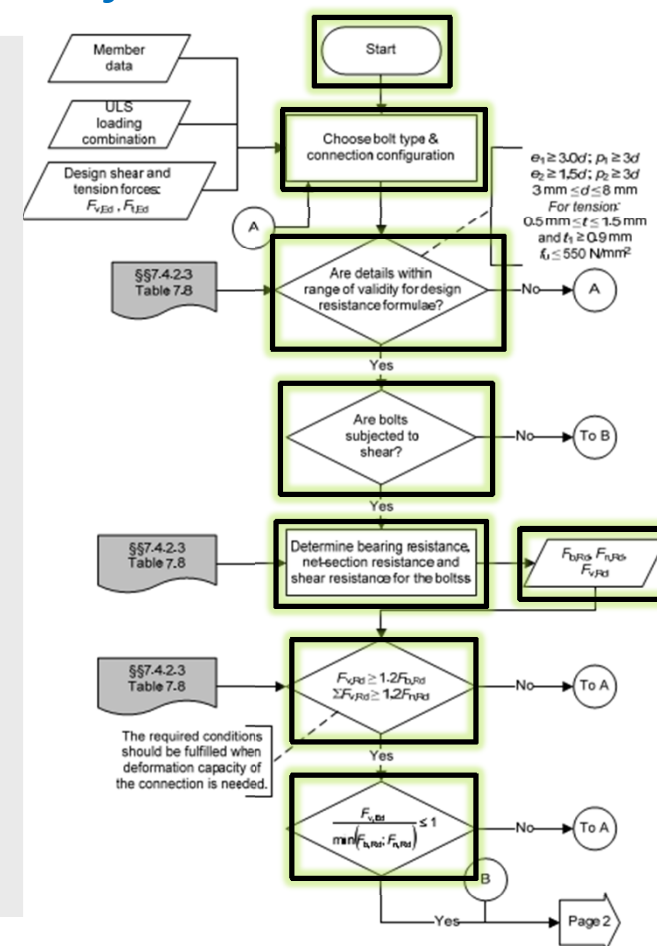 Start
Member
data
ULS
loading
combination
Design shear and
tension forces:
Fv,Ed , Ft,Ed
Choose bolt type &
connection configuration
e1 ≥ 3.0d; p1 ≥ 3d
e2 ≥ 1.5d; p2 ≥ 3d
3 mm ≤ d ≤ 8 mm
For tension:
0.5 mm ≤ t ≤ 1.5 mm
and t1 ≥ 0.9 mm
fu ≤ 550 N/mm²
A
§§7.4.2.3
Table 7.8
Are details within
range of validity for design
resistance formulae?
No
A
Yes
Are bolts
subjected to
shear?
No
To B
Yes
§§7.4.2.3
Table 7.8
Determine bearing resistance,
net-section resistance and
shear resistance for the boltss
Fb,Rd, Fn,Rd,
Fv,Rd
§§7.4.2.3
Table 7.8
Fv,Rd ≥ 1.2Fb,Rd
ΣFv,Rd ≥ 1.2Fn,Rd
No
To A
The required conditions
should be fulfilled when
deformation capacity of
the connection is needed.
Yes
Fv,Ed
min(Fb,Rd; Fn,Rd) ≤ 1
No
To A
B
Yes
Page 2